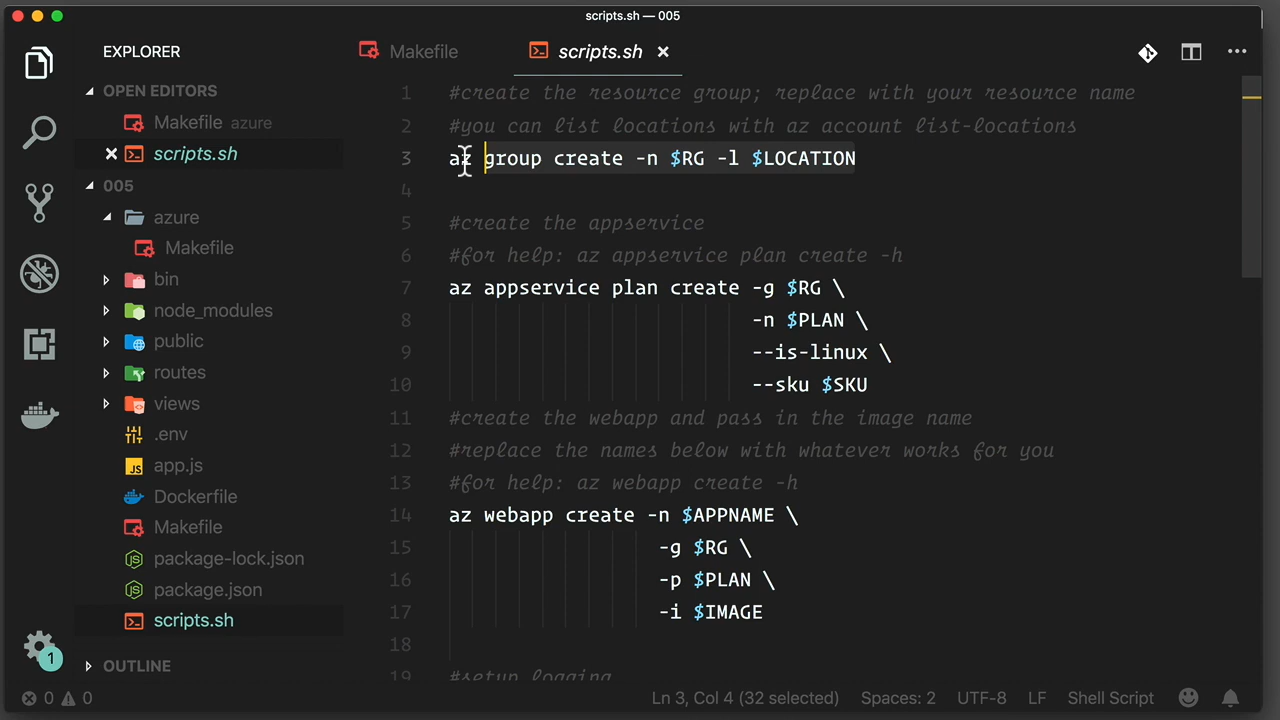 scripts.sh — 005
EXPLORER
Makefile
scripts.sh
OPEN EDITORS
Makefile azure
scripts.sh
005
azure
Makefile
bin
node_modules
public
routes
views
.env
JS app.js
Dockerfile
Makefile
package-lock.json
package.json
scripts.sh
OUTLINE
1 #create the resource group; replace with your resource name
2 #you can list locations with az account list-locations
3 az group create -n $RG -l $LOCATION
4
5 #create the appservice
6 #for help: az appservice plan create -h
7 az appservice plan create -g $RG \
8 -n $PLAN \
9 --is-linux \
10 --sku $SKU
11 #create the webapp and pass in the image name
12 #replace the names below with whatever works for you
13 #for help: az webapp create -h
14 az webapp create -n $APPNAME \
15 -g $RG \
16 -p $PLAN \
17 -i $IMAGE
18
19 #setup logging
1
0 0
Ln 3, Col 4 (32 selected) Spaces: 2 UTF-8 LF Shell Script